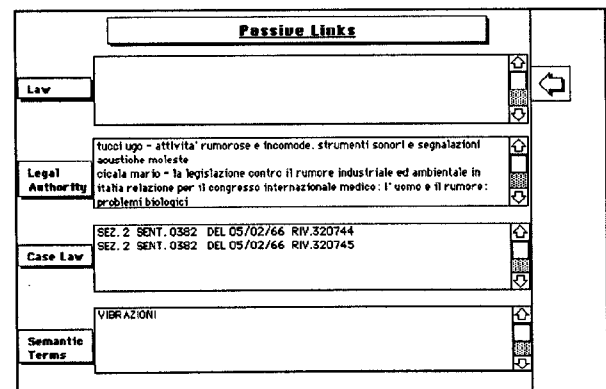 Passive Links
Law
Legal
Authority
tucci ugo - attivita' rumorose e incomode. strumenti sonori e segnalazioni
acustiche moleste
cicala mario - la legislazione contro il rumore industriale ed ambientale in
italia relazione per il congresso internazionale medico: l' uomo e il rumore:
problemi biologici
Case Law
SEZ. 2 SENT. 0382 DEL 05/02/66 RIV.320744
SEZ. 2 SENT. 0382 DEL 05/02/66 RIV.320745
Semantic
Terms
VIBRAZIONI